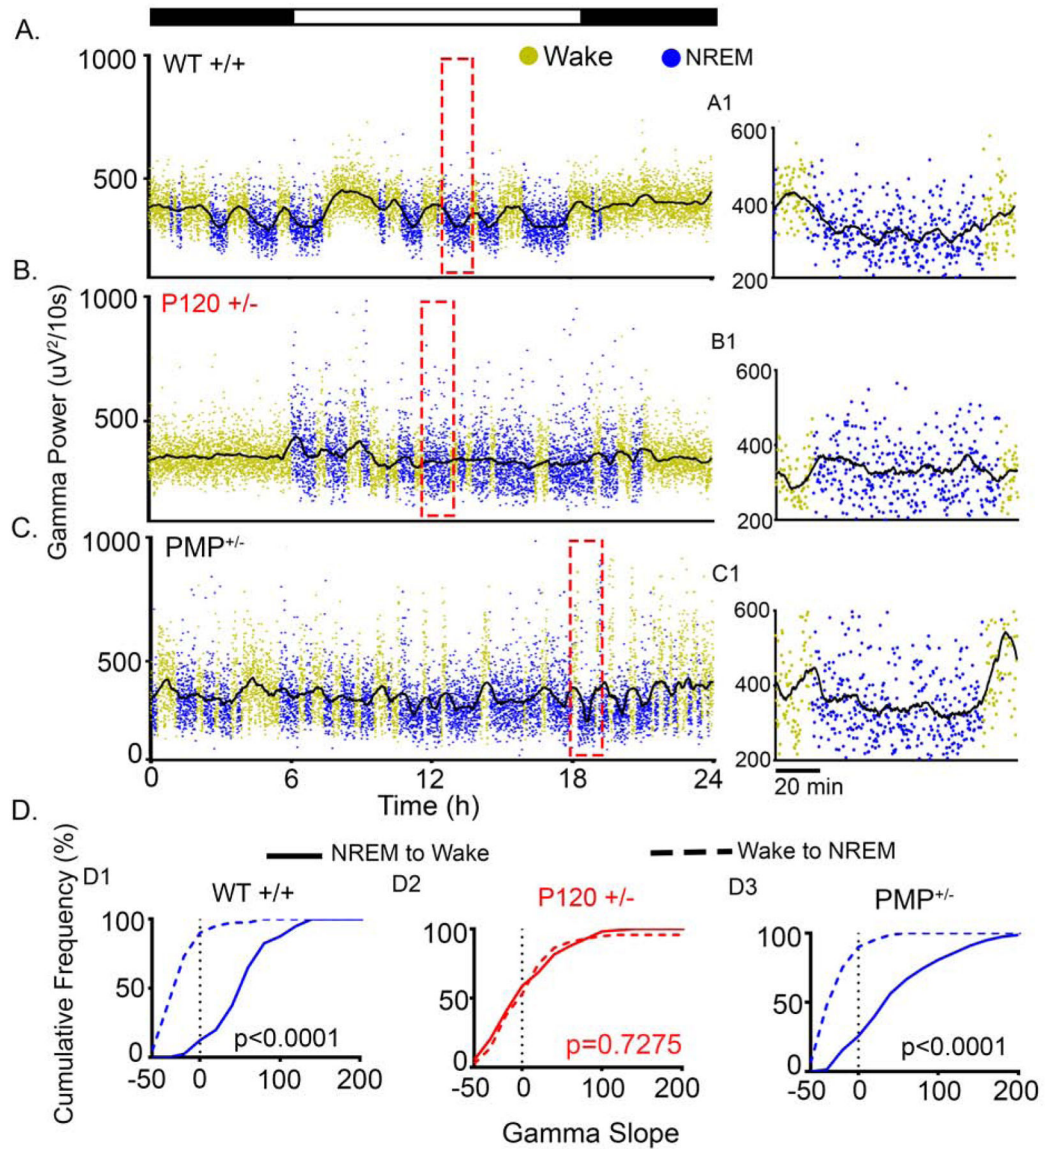 A.
WT +/+
Wake
NREM
1000
500
A1
600
400
200
B.
P120 +/-
1000
500
B1
600
400
200
Gamma Power (uV²/10s)
C.
PMP+/-
1000
500
0
0 6 12 18 24
Time (h)
C1
600
400
200
20 min
D.
NREM to Wake
Wake to NREM
Cumulative Frequency (%)
D1
WT +/+
100
50
0
p<0.0001
-50 0 100 200
D2
P120 +/-
100
50
0
p=0.7275
-50 0 100 200
D3
PMP+/-
100
50
0
p<0.0001
-50 0 100 200
Gamma Slope